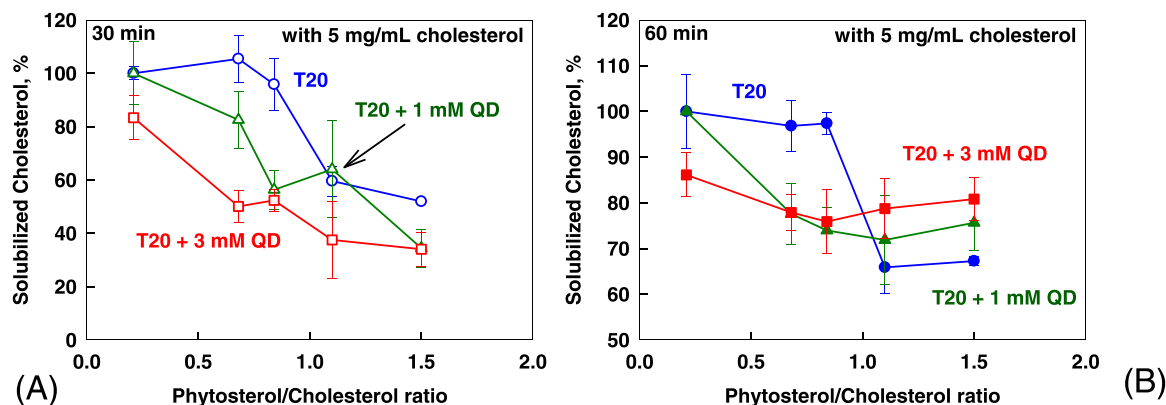 120
100
80
60
40
20
0
0.0 0.5 1.0 1.5 2.0
Solubilized Cholesterol, %
Phytosterol/Cholesterol ratio
30 min
with 5 mg/mL cholesterol
T20
T20 + 1 mM QD
T20 + 3 mM QD
(A)
120
110
100
90
80
70
60
50
0.0 0.5 1.0 1.5 2.0
Solubilized Cholesterol, %
Phytosterol/Cholesterol ratio
60 min
with 5 mg/mL cholesterol
T20
T20 + 3 mM QD
T20 + 1 mM QD
(B)